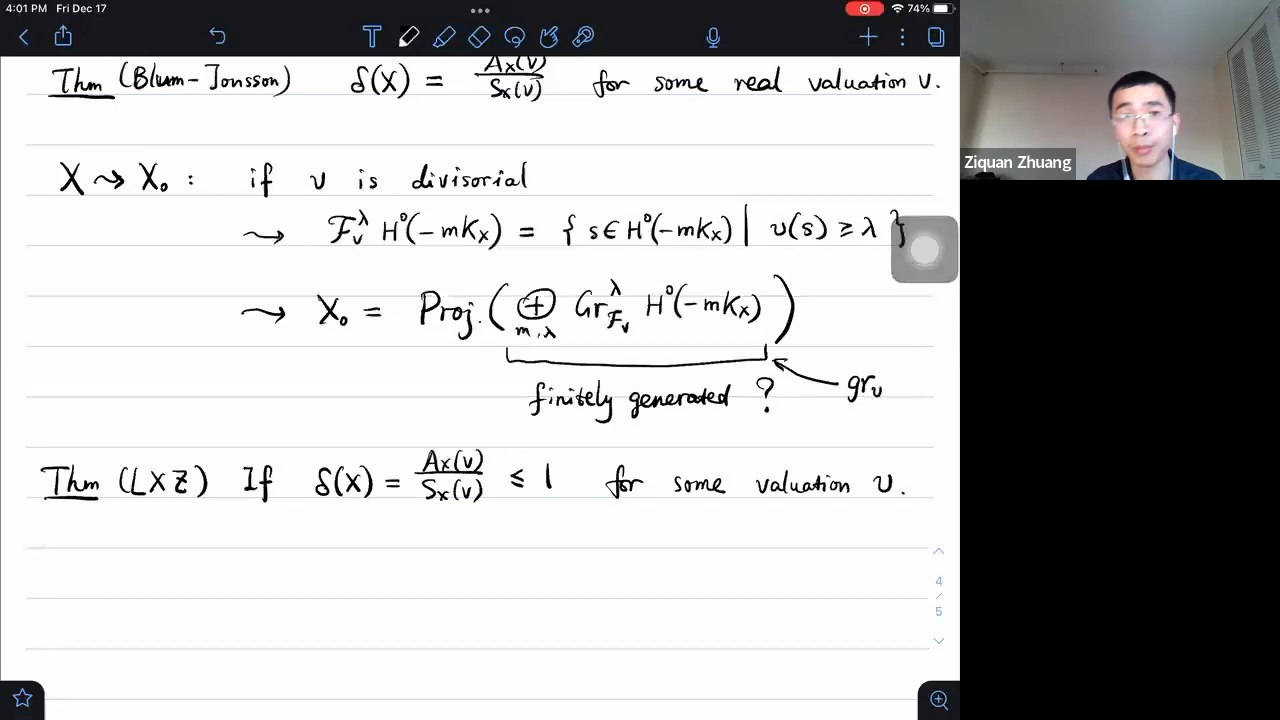 4:01 PM Fri Dec 17
74%
Thm (Blum-Jonsson) δ(X) = A_X(v)/S_X(v) for some real valuation v.
X ⇝ X₀ : if v is divisorial
⇝ F_v^λ H⁰(-mK_X) = { s ∈ H⁰(-mK_X) | v(s) ≥ λ }
⇝ X₀ = Proj. ( ⊕_{m,λ} Gr_{F_v}^λ H⁰(-mK_X) )
finitely generated ? gr_v
Thm (LXZ) If δ(X) = A_X(v)/S_X(v) ≤ 1 for some valuation v.
4
/
5
Ziquan Zhuang